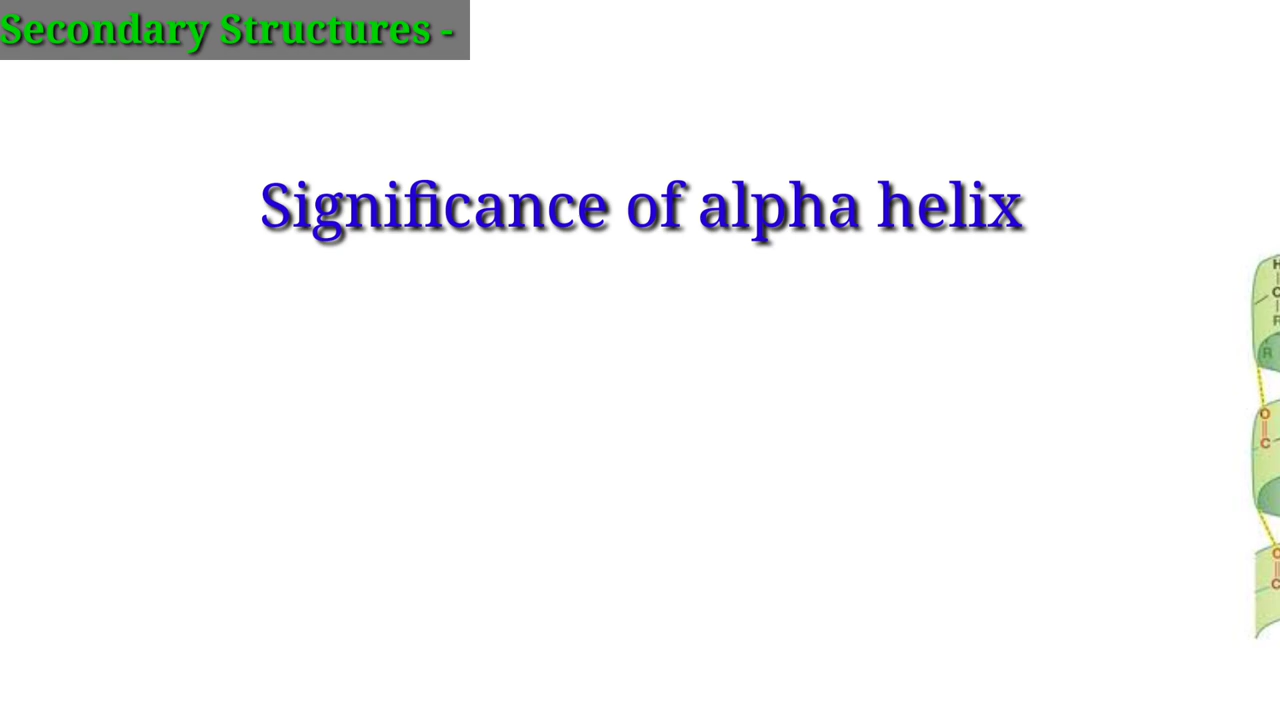 Secondary Structures -
Significance of alpha helix
H
C
R
R
O
C
O
C